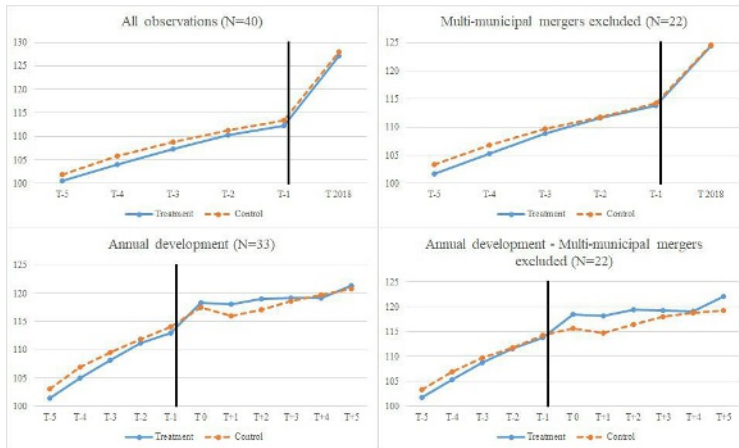 All observations (N=40)
130
125
120
115
110
105
100
T-5 T-4 T-3 T-2 T-1 T 2018
Treatment Control
Multi-municipal mergers excluded (N=22)
125
120
115
110
105
100
T-5 T-4 T-3 T-2 T-1 T 2018
Treatment Control
Annual development (N=33)
125
120
115
110
105
100
T-5 T-4 T-3 T-2 T-1 T0 T+1 T+2 T+3 T+4 T+5
Treatment Control
Annual development - Multi-municipal mergers
excluded (N=22)
125
120
115
110
105
100
T-5 T-4 T-3 T-2 T-1 T0 T+1 T+2 T+3 T+4 T+5
Treatment Control